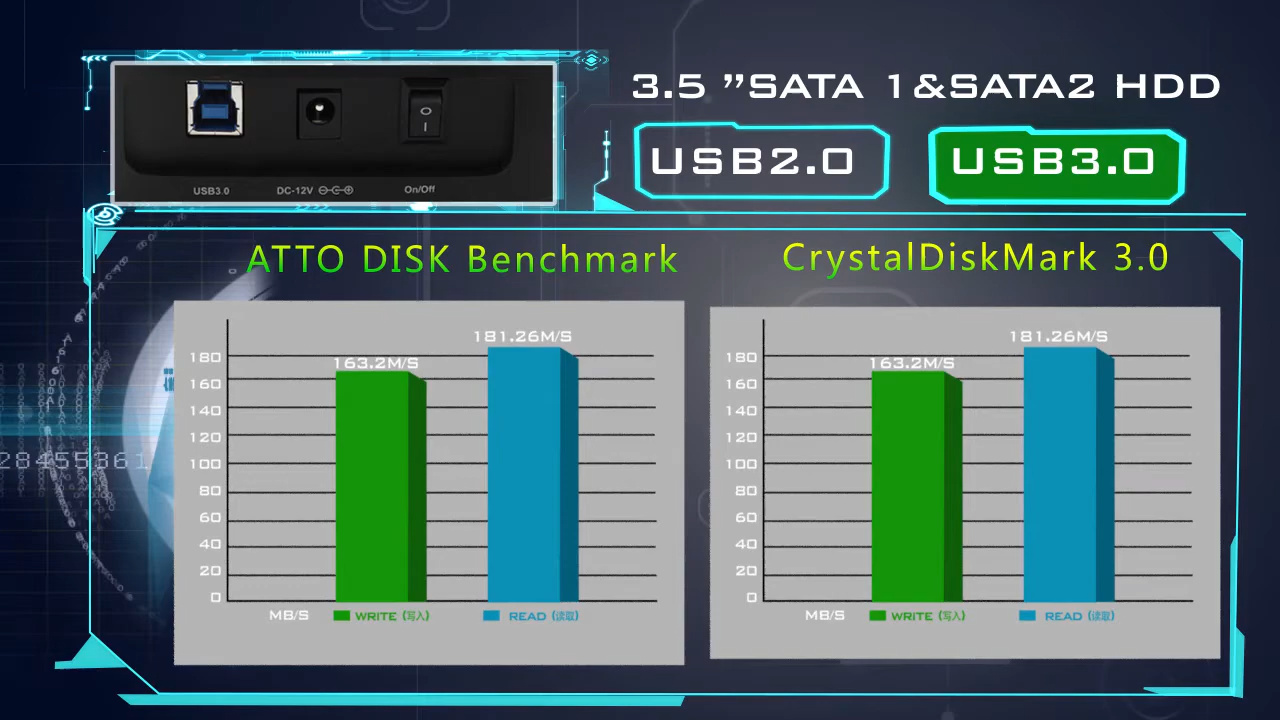 3.5 ”SATA 1&SATA2 HDD
USB2.0
USB3.0
USB3.0
DC-12V
On/Off
ATTO DISK Benchmark
CrystalDiskMark 3.0
181.26M/S
163.2M/S
180
160
140
120
100
80
60
40
20
0
MB/S
WRITE (写入)
READ (读取)
181.26M/S
163.2M/S
180
160
140
120
100
80
60
40
20
0
MB/S
WRITE (写入)
READ (读取)
28455361